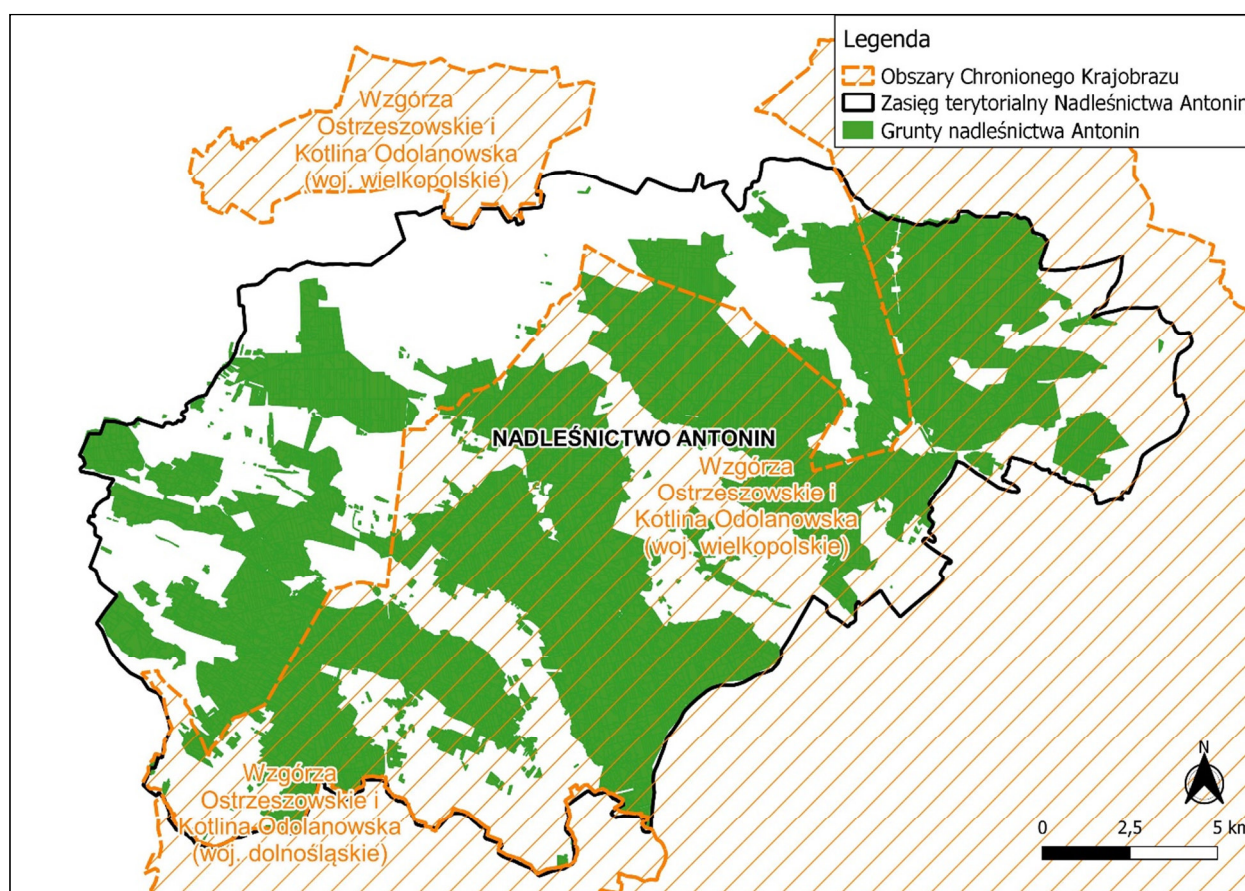 Legenda
Obszary Chronionego Krajobrazu
Zasięg terytorialny Nadleśnictwa Antonin
Grunty nadleśnictwa Antonin
Wzgórza
Ostrzeszowskie i
Kotlina Odolanowska
(woj. wielkopolskie)
NADLEŚNICTWO ANTONIN
Wzgórza
Ostrzeszowskie i
Kotlina Odolanowska
(woj. wielkopolskie)
Wzgórza
Ostrzeszowskie i
Kotlina Odolanowska
(woj. dolnośląskie)
N
0 2,5 5 km